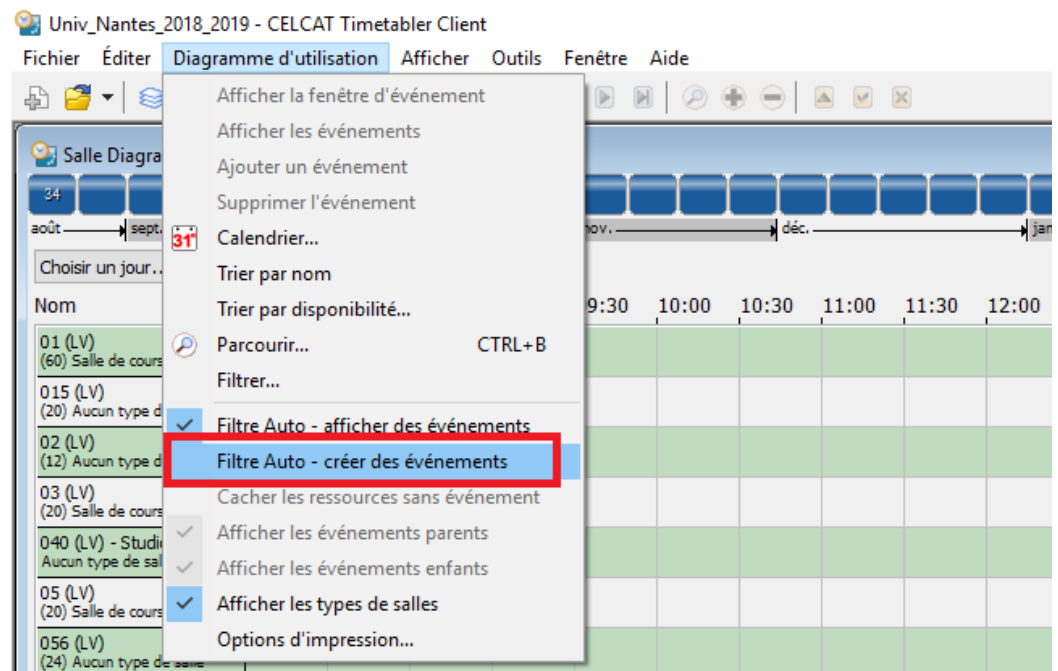 Univ_Nantes_2018_2019 - CELCAT Timetabler Client
Fichier Éditer Diagramme d'utilisation Afficher Outils Fenêtre Aide
Afficher la fenêtre d'événement
Afficher les événements
Ajouter un événement
Supprimer l'événement
31 Calendrier...
Trier par nom
Trier par disponibilité...
Parcourir... CTRL+B
Filtrer...
Filtre Auto - afficher des événements
Filtre Auto - créer des événements
Cacher les ressources sans événement
Afficher les événements parents
Afficher les événements enfants
Afficher les types de salles
Options d'impression...
Salle Diagra
34
août sept. nov. déc. jan
Choisir un jour..
Nom 9:30 10:00 10:30 11:00 11:30 12:00
01 (LV)
(60) Salle de cours
015 (LV)
(20) Aucun type d
02 (LV)
(12) Aucun type d
03 (LV)
(20) Salle de cours
040 (LV) - Studi
Aucun type de sal
05 (LV)
(20) Salle de cours
056 (LV)
(24) Aucun type de salle